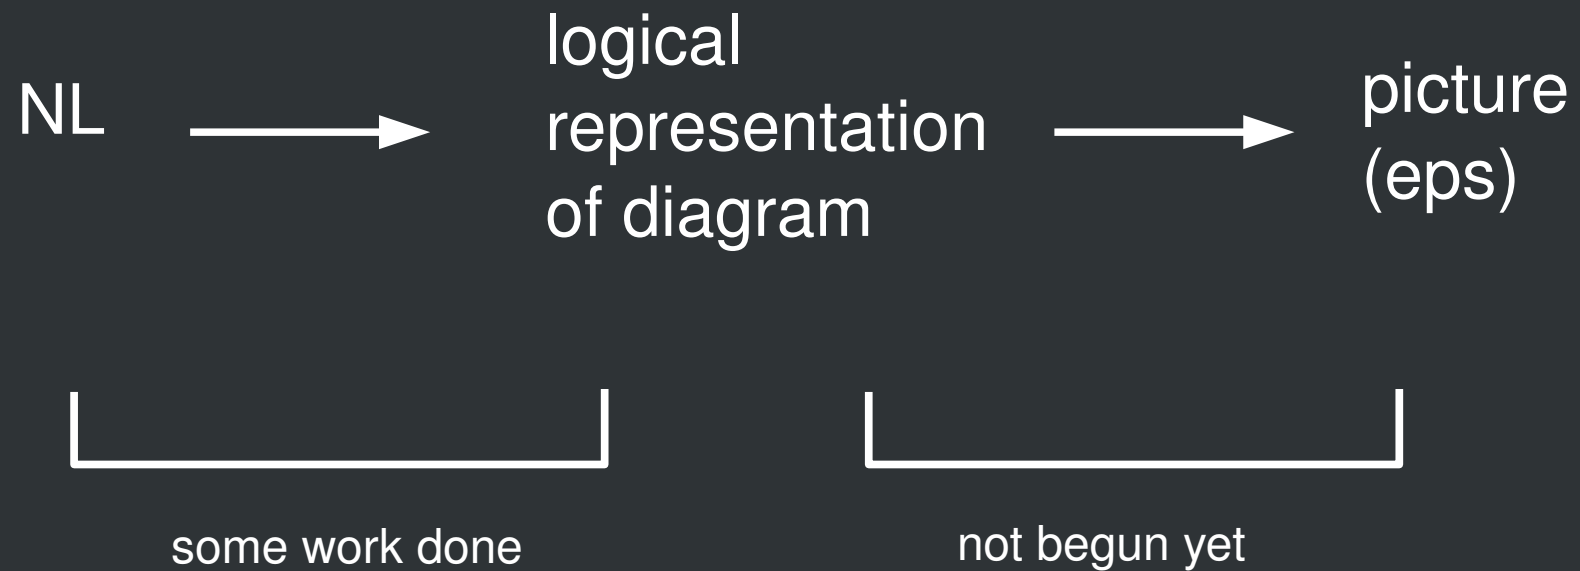 NL
logical
representation
of diagram
picture
(eps)
some work done
not begun yet